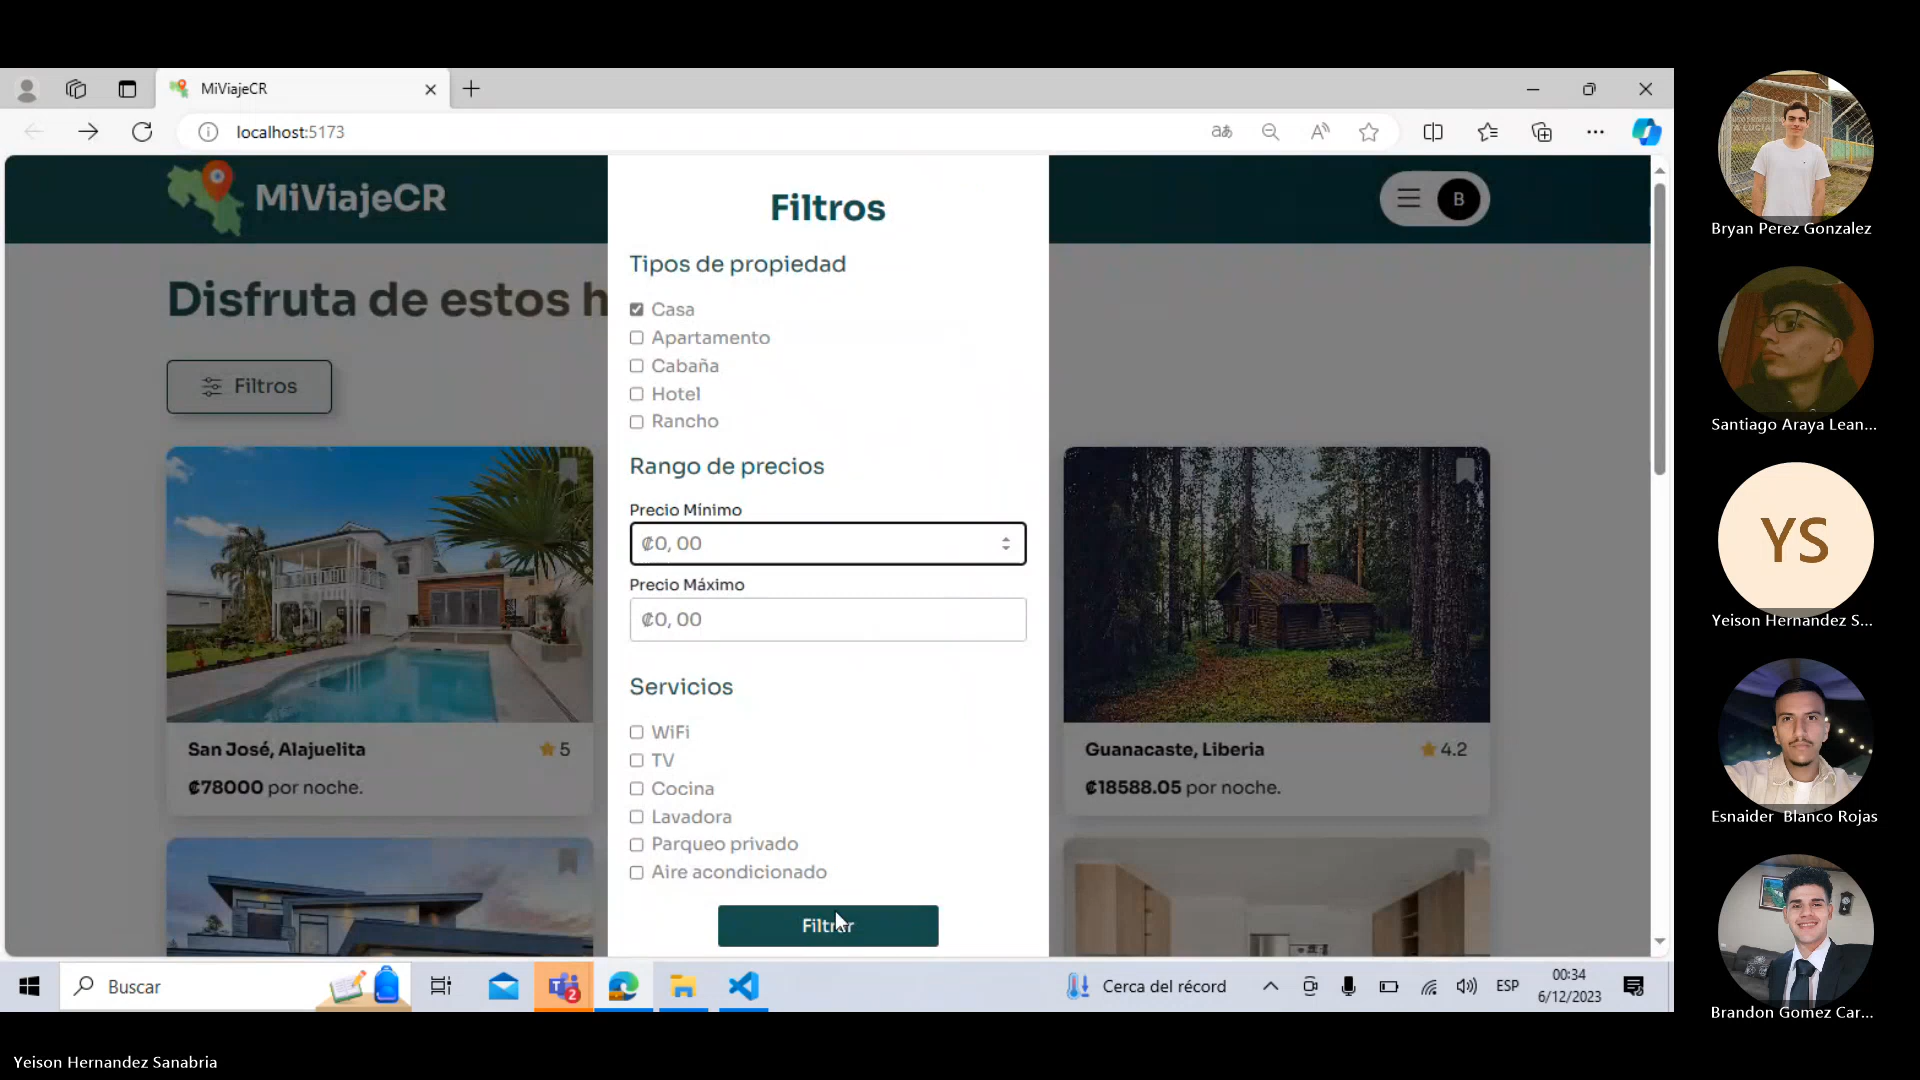 MiViajeCR
localhost:5173
MiViajeCR
B
Disfruta de estos h
Filtros
Filtros
Tipos de propiedad
Casa
Apartamento
Cabaña
Hotel
Rancho
Rango de precios
Precio Mínimo
₡0, 00
Precio Máximo
₡0, 00
Servicios
WiFi
TV
Cocina
Lavadora
Parqueo privado
Aire acondicionado
Filtrar
San José, Alajuelita
5
₡78000 por noche.
Guanacaste, Liberia
4.2
₡18588.05 por noche.
Buscar
2
Cerca del récord
ESP
00:34
6/12/2023
Bryan Perez Gonzalez
Santiago Araya Lean...
YS
Yeison Hernandez S...
Esnaider Blanco Rojas
Brandon Gomez Car...
Yeison Hernandez Sanabria